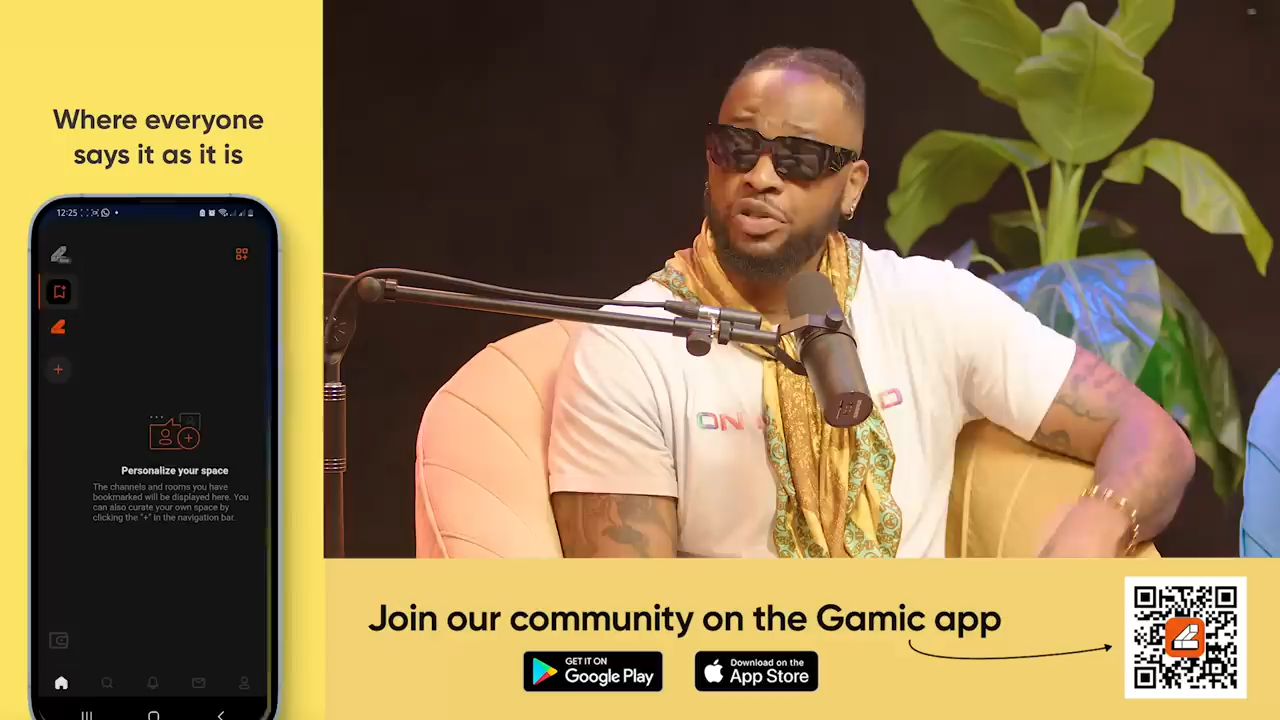 Where everyone
says it as it is
12:25
Personalize your space
The channels and rooms you have
bookmarked will be displayed here. You
can also curate your own space by
clicking the "+" in the navigation bar.
ON
D
Join our community on the Gamic app
GET IT ON
Google Play
Download on the
App Store